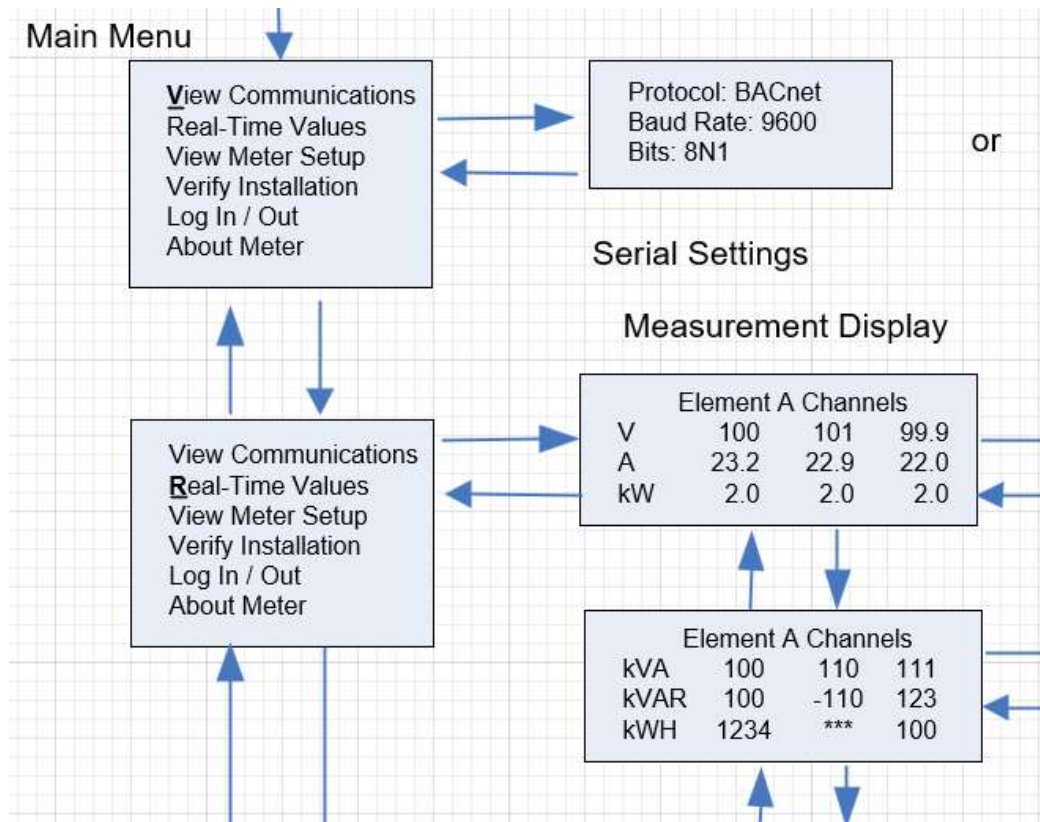 Main Menu
View Communications
Real-Time Values
View Meter Setup
Verify Installation
Log In / Out
About Meter
Protocol: BACnet
Baud Rate: 9600
Bits: 8N1
or
Serial Settings
Measurement Display
View Communications
Real-Time Values
View Meter Setup
Verify Installation
Log In / Out
About Meter
Element A Channels
V 100 101 99.9
A 23.2 22.9 22.0
kW 2.0 2.0 2.0
Element A Channels
kVA 100 110 111
kVAR 100 -110 123
kWH 1234 *** 100